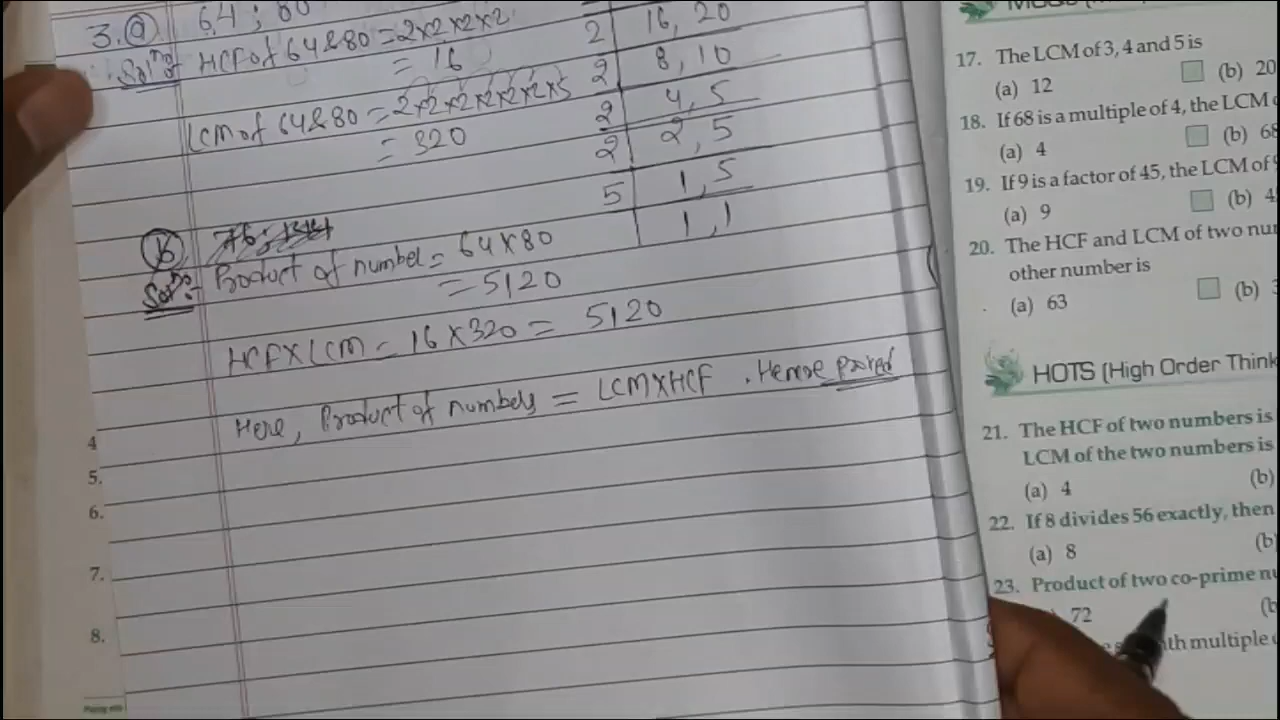 3. (a) 64 ; 80
Solⁿ of HCF of 64 & 80 = 2×2×2×2
= 16
LCM of 64 & 80 = 2×2×2×2×2×2×5
= 320
2 | 16, 20
2 | 8, 10
2 | 4, 5
2 | 2, 5
5 | 1, 5
1, 1
(b)
Solⁿ:- Product of number = 64 × 80
= 5120
HCF × LCM = 16 × 320 = 5120
Here, Product of numbers = LCM × HCF . Hence proved
4
5.
6.
7.
8.
17. The LCM of 3, 4 and 5 is
(a) 12 (b) 20
18. If 68 is a multiple of 4, the LCM
(a) 4 (b) 68
19. If 9 is a factor of 45, the LCM of
(a) 9 (b) 4
20. The HCF and LCM of two
other number is
(a) 63 (b) 3
HOTS (High Order Think
21. The HCF of two numbers is
LCM of the two numbers is
(a) 4 (b)
22. If 8 divides 56 exactly, then
(a) 8 (b
23. Product of two co-prime
72 (b
th multiple